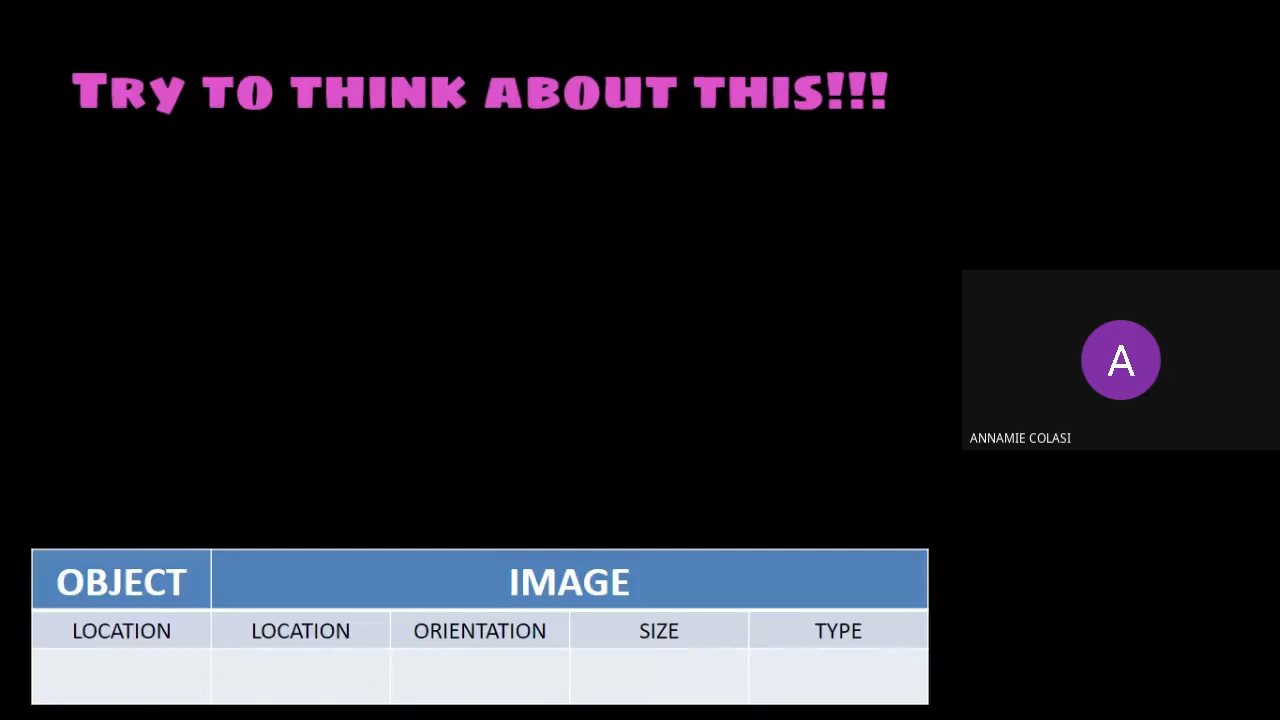 Try to think about this!!!
A
ANNAMIE COLASI
OBJECT IMAGE
LOCATION LOCATION ORIENTATION SIZE TYPE